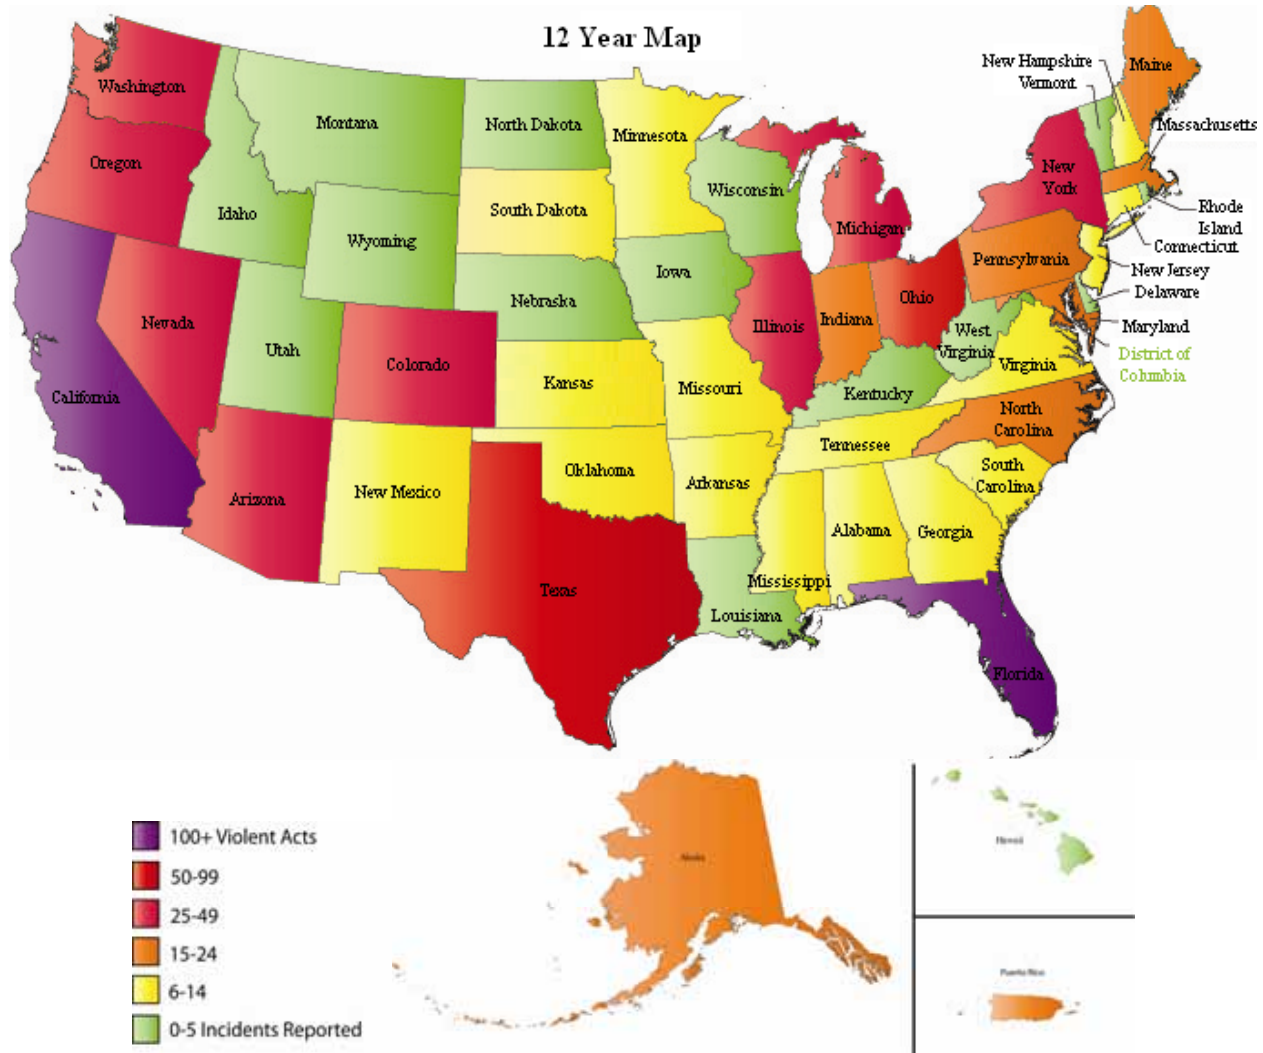 12 Year Map
New Hampshire
Vermont
Maine
Washington
Montana
North Dakota
Minnesota
Massachusetts
Oregon
New
York
Wisconsin
Idaho
South Dakota
Michigan
Rhode
Island
Wyoming
Connecticut
Pennsylvania
New Jersey
Iowa
Delaware
Nebraska
Ohio
Nevada
Indiana
Illinois
Maryland
West
Virginia
Utah
District of
Columbia
Colorado
Virginia
Kansas
Missouri
Kentucky
California
North
Carolina
Tennessee
Oklahoma
South
Carolina
Arkansas
New Mexico
Arizona
Alabama
Georgia
Mississippi
Texas
Louisiana
Florida
100+ Violent Acts
50-99
25-49
15-24
6-14
0-5 Incidents Reported
Alaska
Hawaii
Puerto Rico